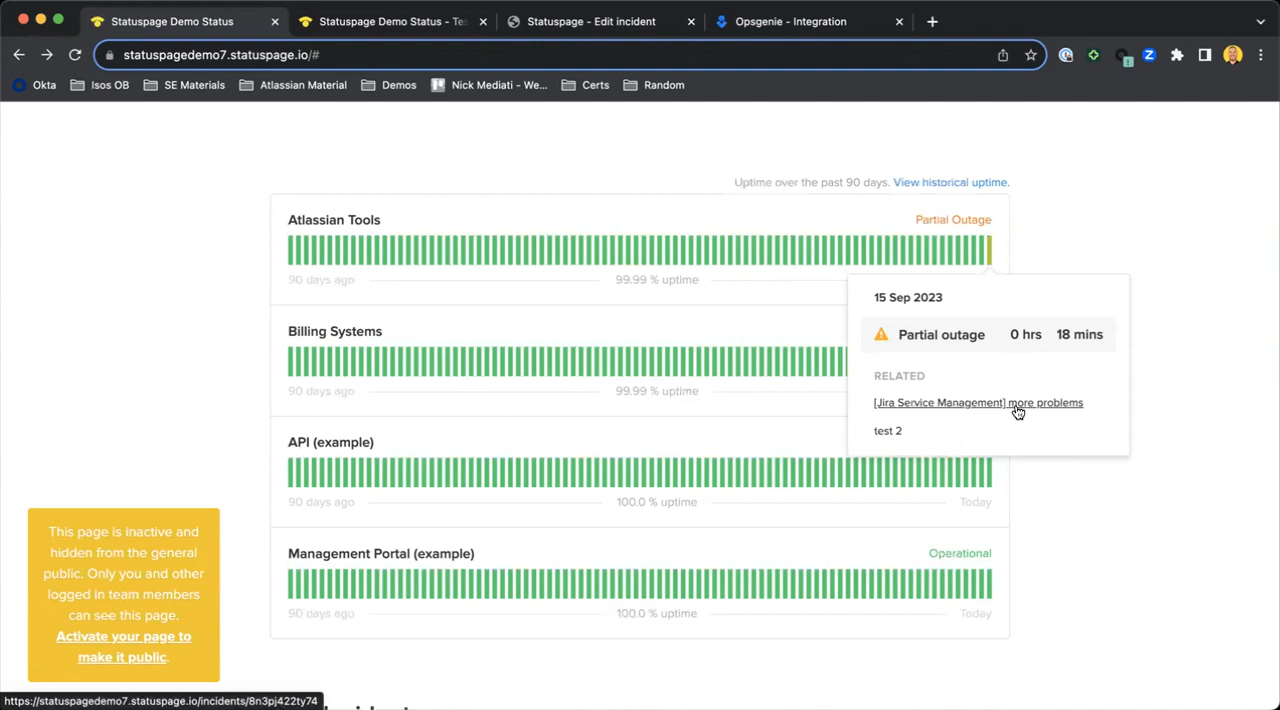 Statuspage Demo Status
Statuspage Demo Status - Tes
Statuspage - Edit incident
Opsgenie - Integration
statuspagedemo7.statuspage.io/#
Okta
Isos OB
SE Materials
Atlassian Material
Demos
Nick Mediati - We...
Certs
Random
Uptime over the past 90 days. View historical uptime.
Atlassian Tools
Partial Outage
90 days ago
99.99 % uptime
15 Sep 2023
Partial outage 0 hrs 18 mins
RELATED
[Jira Service Management] more problems
test 2
Billing Systems
90 days ago
99.99 % uptime
API (example)
90 days ago
100.0 % uptime
Today
Management Portal (example)
Operational
90 days ago
100.0 % uptime
Today
This page is inactive and
hidden from the general
public. Only you and other
logged in team members
can see this page.
Activate your page to
make it public.
https://statuspagedemo7.statuspage.io/incidents/8n3pj422ty74